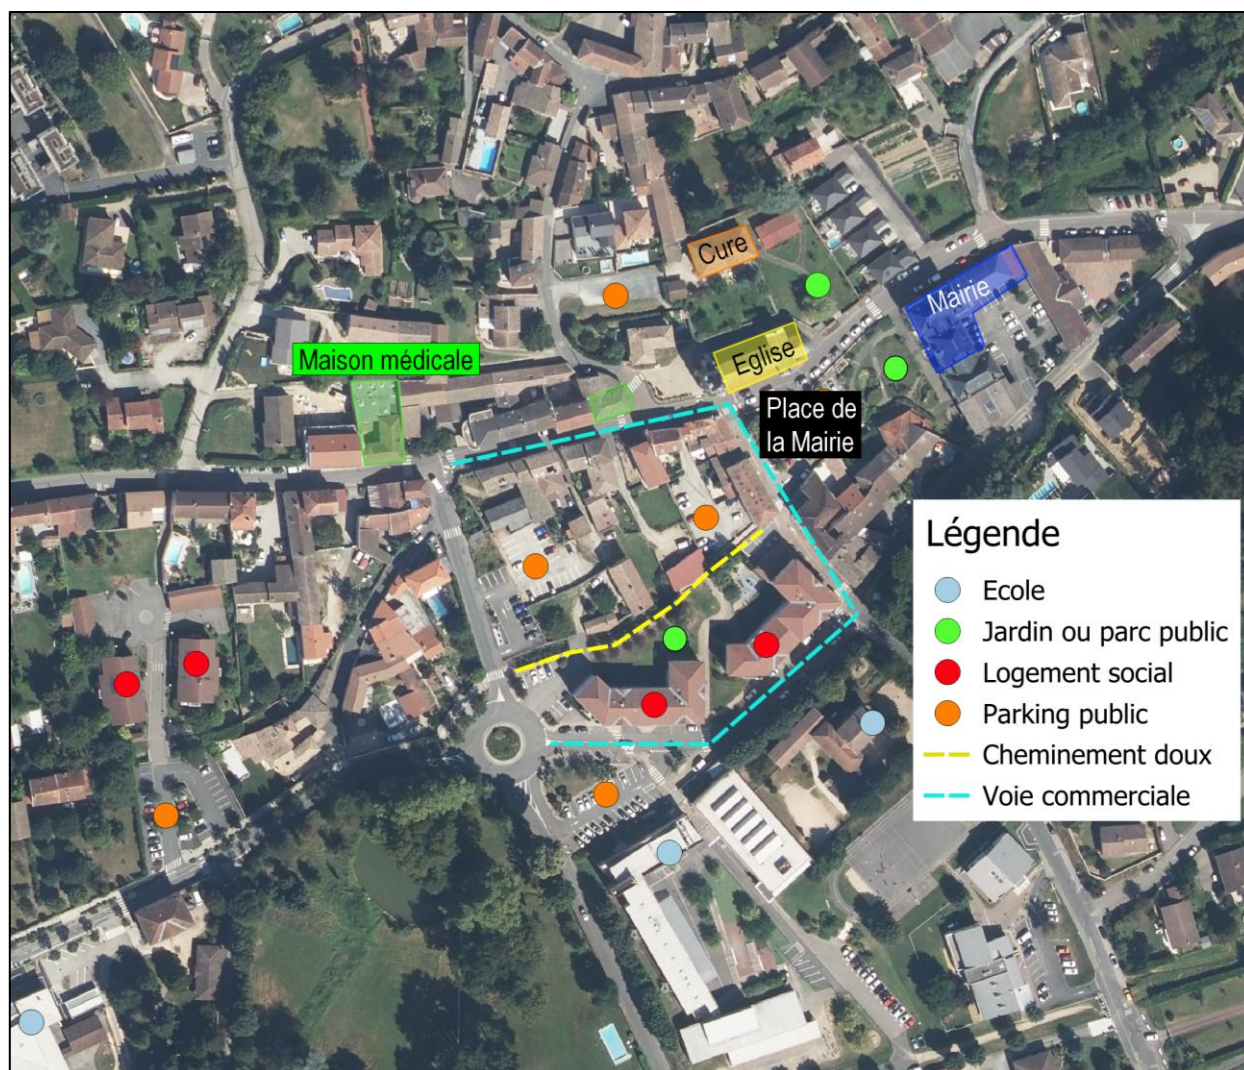 Cure
Mairie
Maison médicale
Eglise
Place de
la Mairie
Légende
Ecole
Jardin ou parc public
Logement social
Parking public
Cheminement doux
Voie commerciale